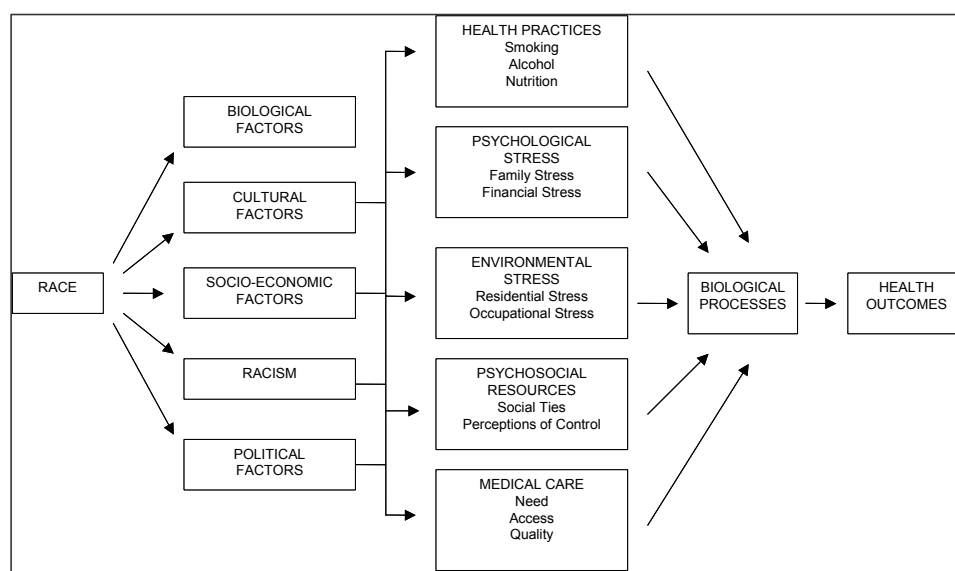 RACE
BIOLOGICAL
FACTORS
CULTURAL
FACTORS
SOCIO-ECONOMIC
FACTORS
RACISM
POLITICAL
FACTORS
HEALTH PRACTICES
Smoking
Alcohol
Nutrition
PSYCHOLOGICAL
STRESS
Family Stress
Financial Stress
ENVIRONMENTAL
STRESS
Residential Stress
Occupational Stress
PSYCHOSOCIAL
RESOURCES
Social Ties
Perceptions of Control
MEDICAL CARE
Need
Access
Quality
BIOLOGICAL
PROCESSES
HEALTH
OUTCOMES